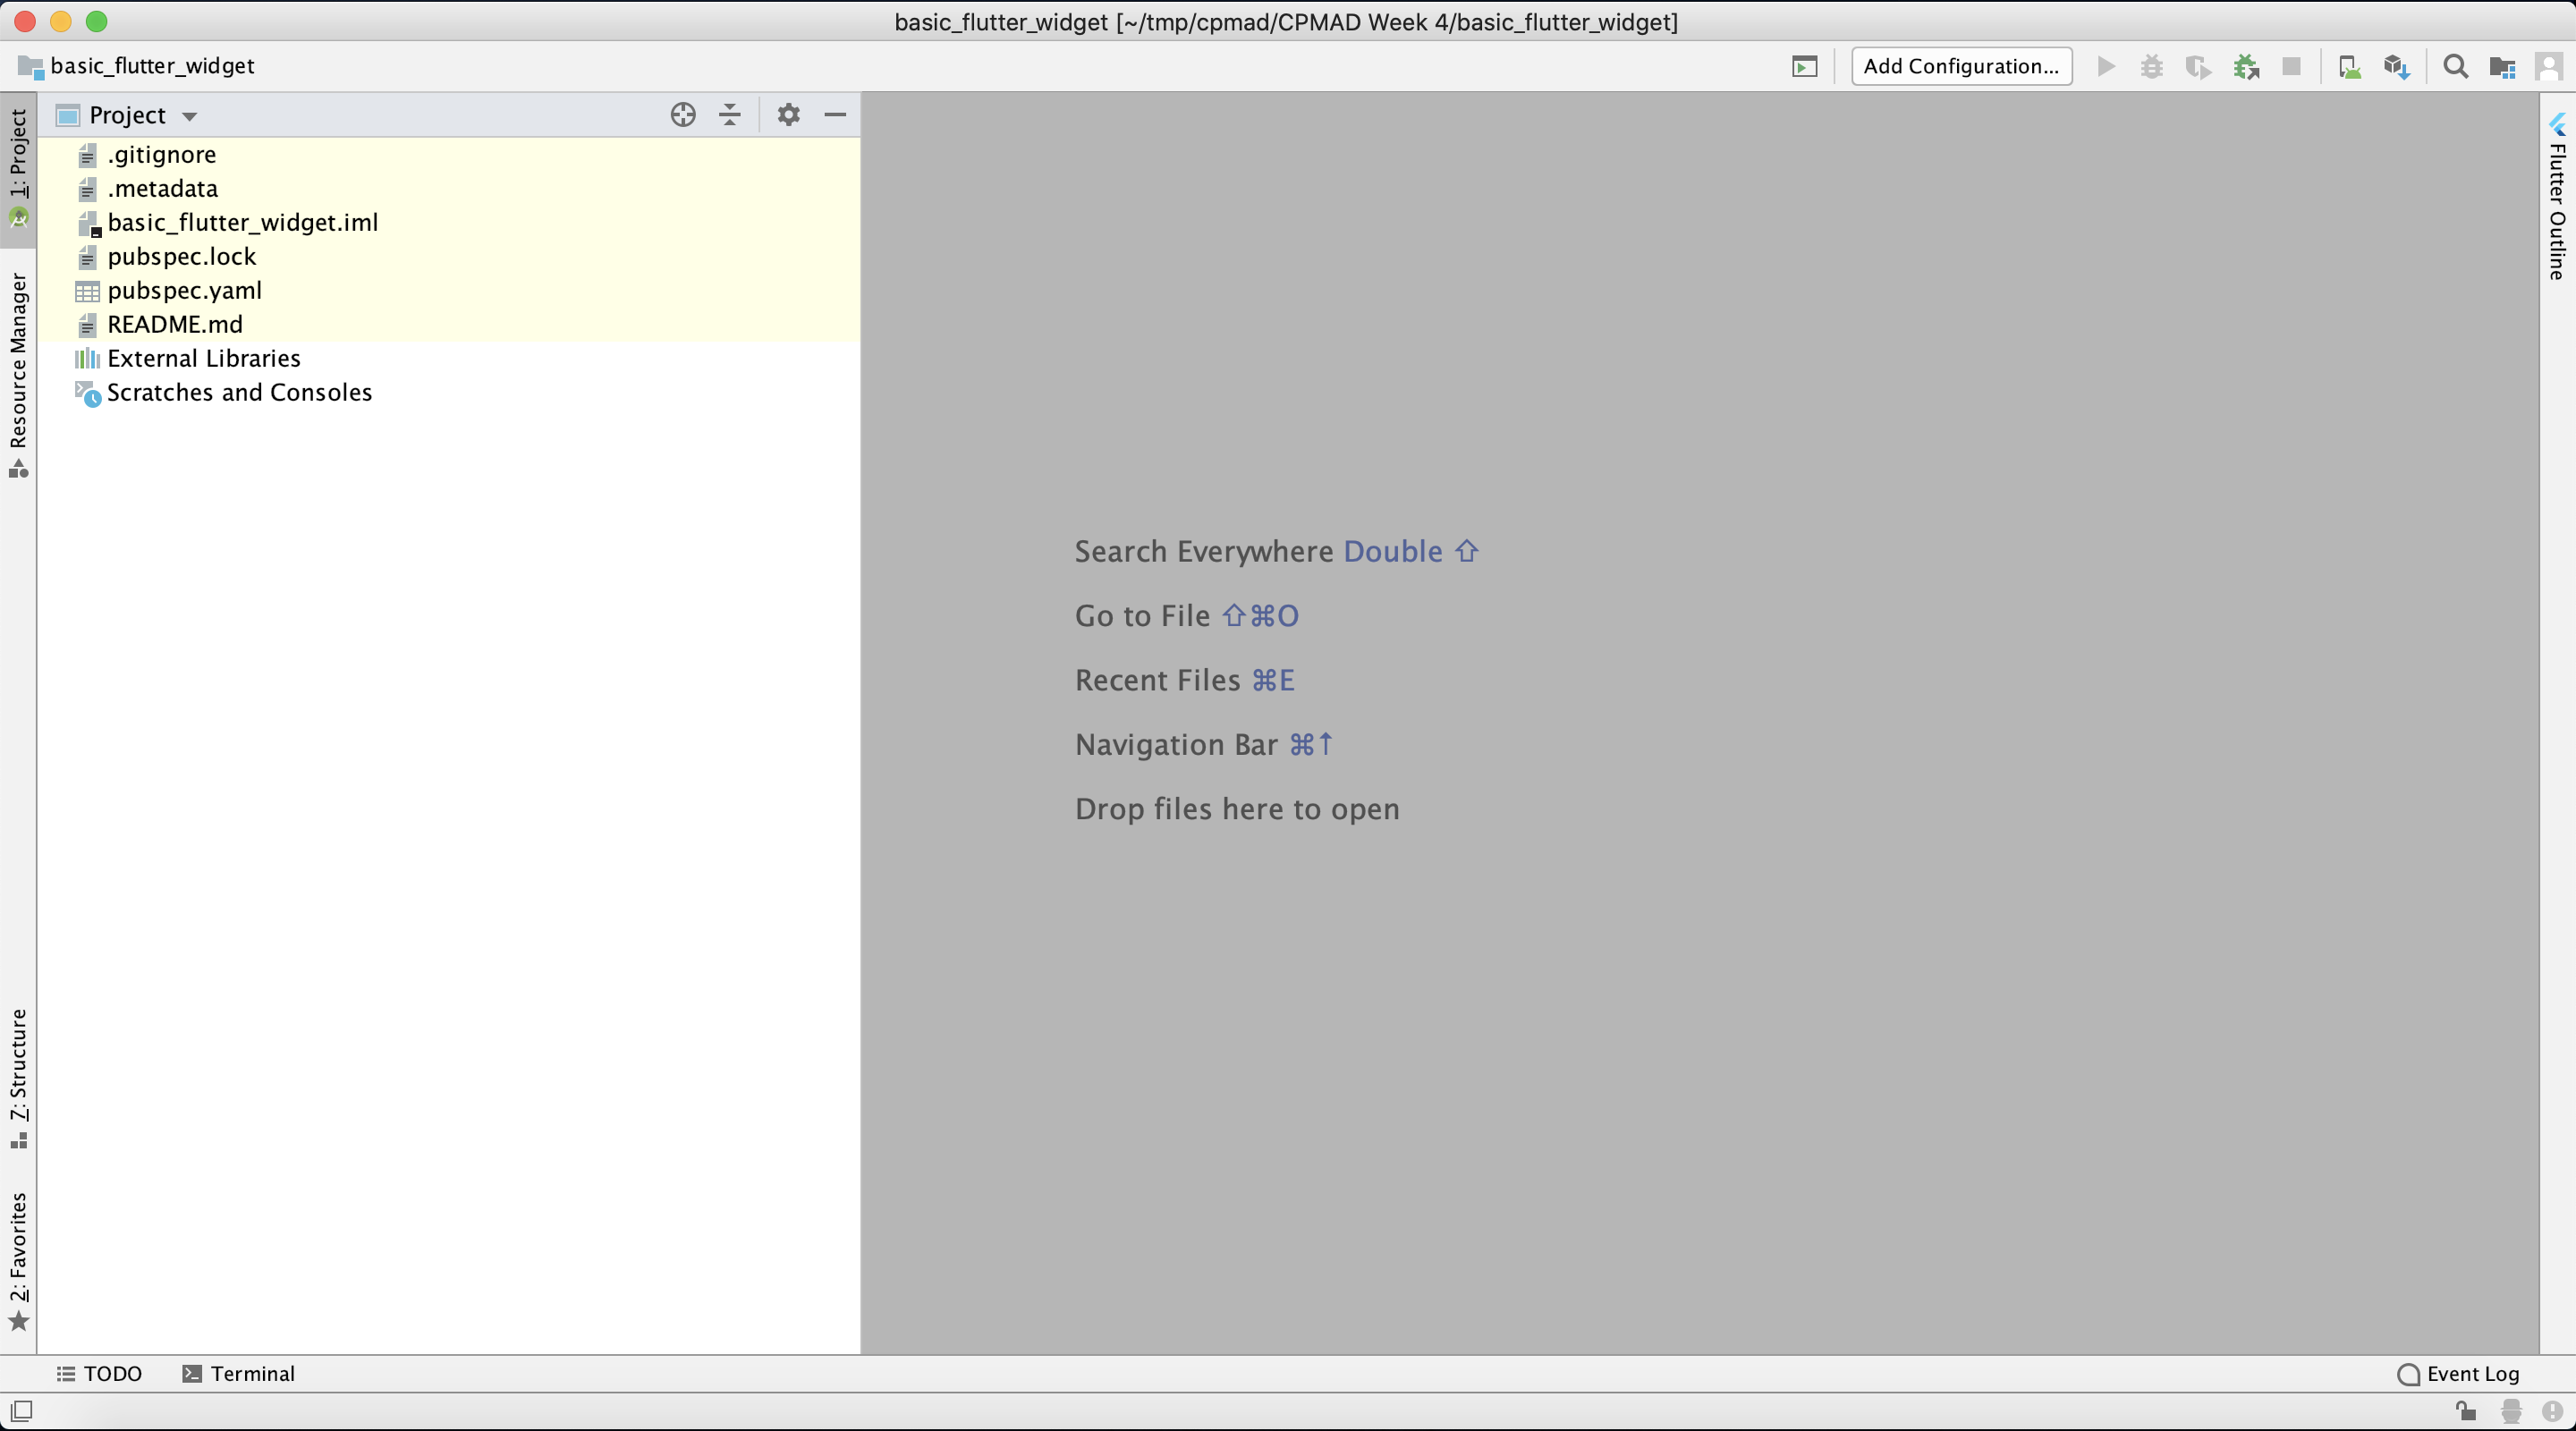 basic_flutter_widget [~/tmp/cpmad/CPMAD Week 4/basic_flutter_widget]
basic_flutter_widget
Add Configuration...
1: Project
Resource Manager
7: Structure
2: Favorites
Project
.gitignore
.metadata
basic_flutter_widget.iml
pubspec.lock
pubspec.yaml
README.md
External Libraries
Scratches and Consoles
Search Everywhere Double ⇧
Go to File ⇧⌘O
Recent Files ⌘E
Navigation Bar ⌘↑
Drop files here to open
Flutter Outline
TODO
Terminal
Event Log